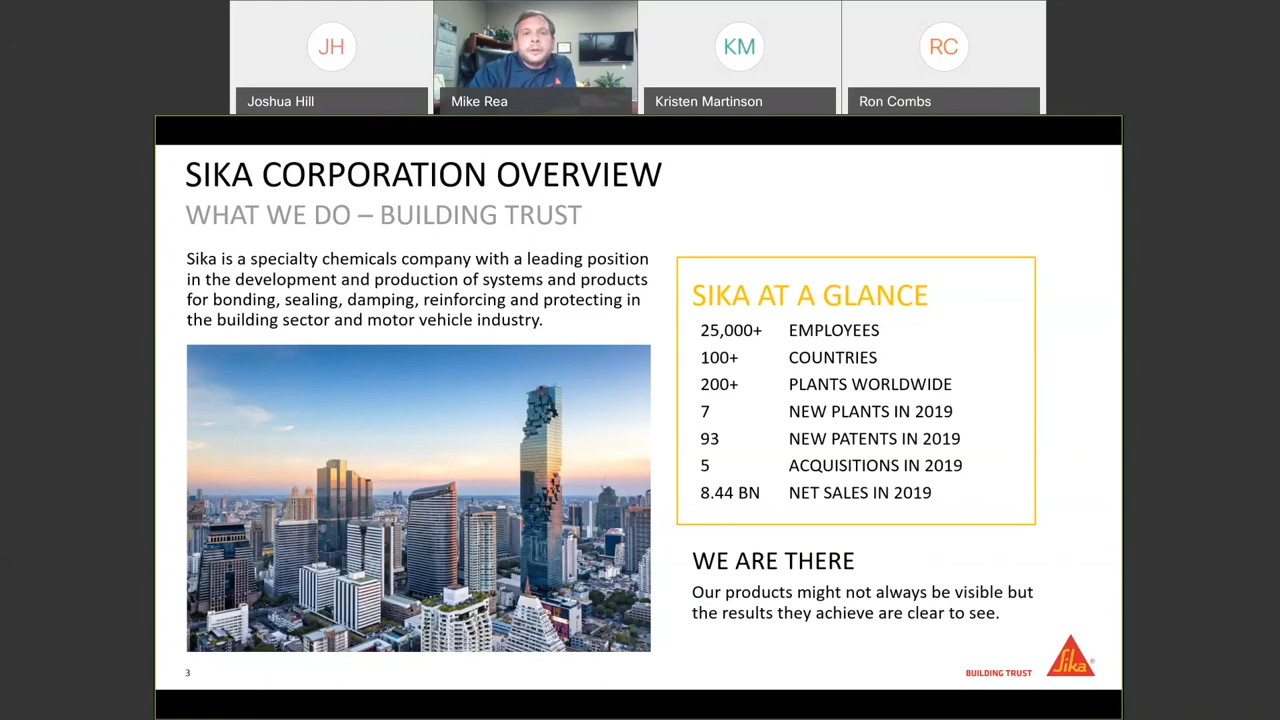 JH
KM
RC
Joshua Hill
Mike Rea
Kristen Martinson
Ron Combs
SIKA CORPORATION OVERVIEW
WHAT WE DO – BUILDING TRUST
Sika is a specialty chemicals company with a leading position
in the development and production of systems and products
for bonding, sealing, damping, reinforcing and protecting in
the building sector and motor vehicle industry.
SIKA AT A GLANCE
25,000+ EMPLOYEES
100+ COUNTRIES
200+ PLANTS WORLDWIDE
7 NEW PLANTS IN 2019
93 NEW PATENTS IN 2019
5 ACQUISITIONS IN 2019
8.44 BN NET SALES IN 2019
WE ARE THERE
Our products might not always be visible but
the results they achieve are clear to see.
3
BUILDING TRUST
Sika®